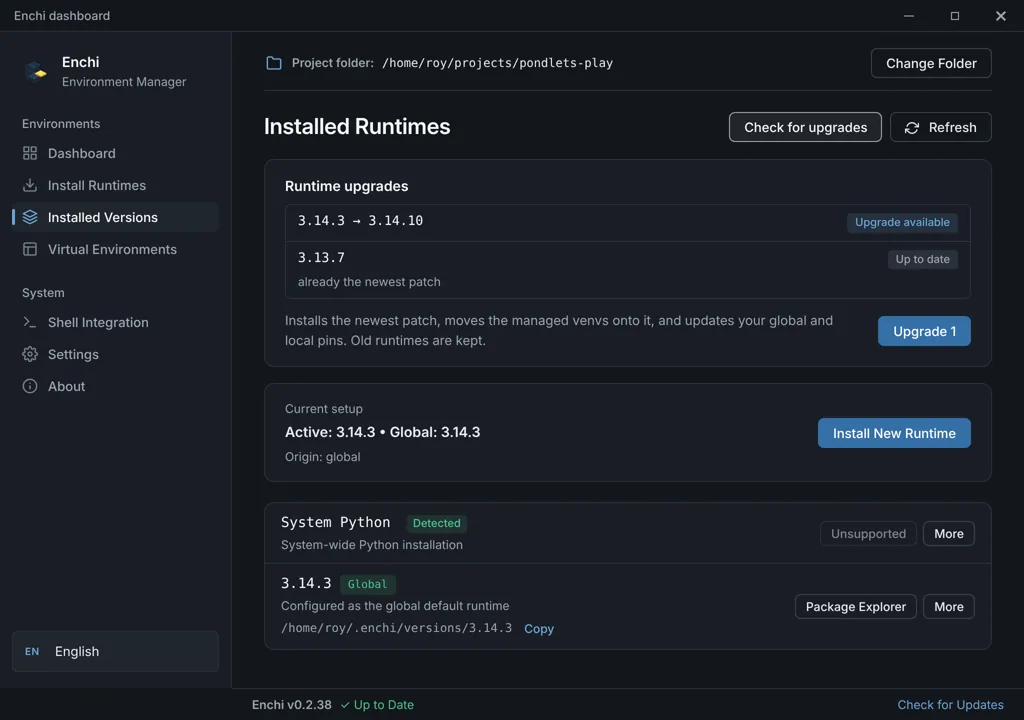 Enchi dashboard
Enchi
Environment Manager
Environments
Dashboard
Install Runtimes
Installed Versions
Virtual Environments
System
Shell Integration
Settings
About
EN English
Project folder: /home/roy/projects/pondlets-play
Change Folder
Installed Runtimes
Check for upgrades
Refresh
Runtime upgrades
3.14.3 → 3.14.10
Upgrade available
3.13.7
Up to date
already the newest patch
Installs the newest patch, moves the managed venvs onto it, and updates your global and
local pins. Old runtimes are kept.
Upgrade 1
Current setup
Active: 3.14.3 • Global: 3.14.3
Origin: global
Install New Runtime
System Python Detected
System-wide Python installation
Unsupported
More
3.14.3 Global
Configured as the global default runtime
/home/roy/.enchi/versions/3.14.3 Copy
Package Explorer
More
Enchi v0.2.38 ✓ Up to Date
Check for Updates